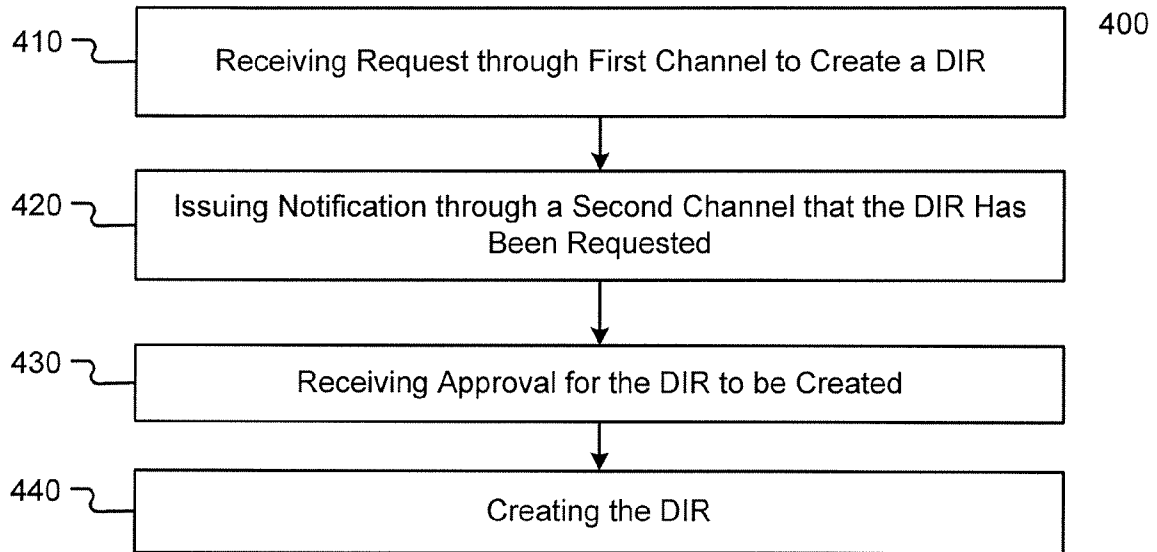 400
410
Receiving Request through First Channel to Create a DIR
420
Issuing Notification through a Second Channel that the DIR Has
Been Requested
430
Receiving Approval for the DIR to be Created
440
Creating the DIR